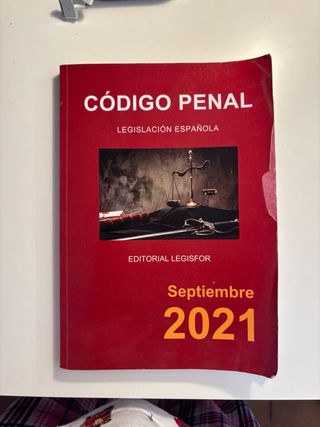 CÓDIGO PENAL
LEGISLACIÓN ESPAÑOLA
EDITORIAL LEGISFOR
Septiembre
2021